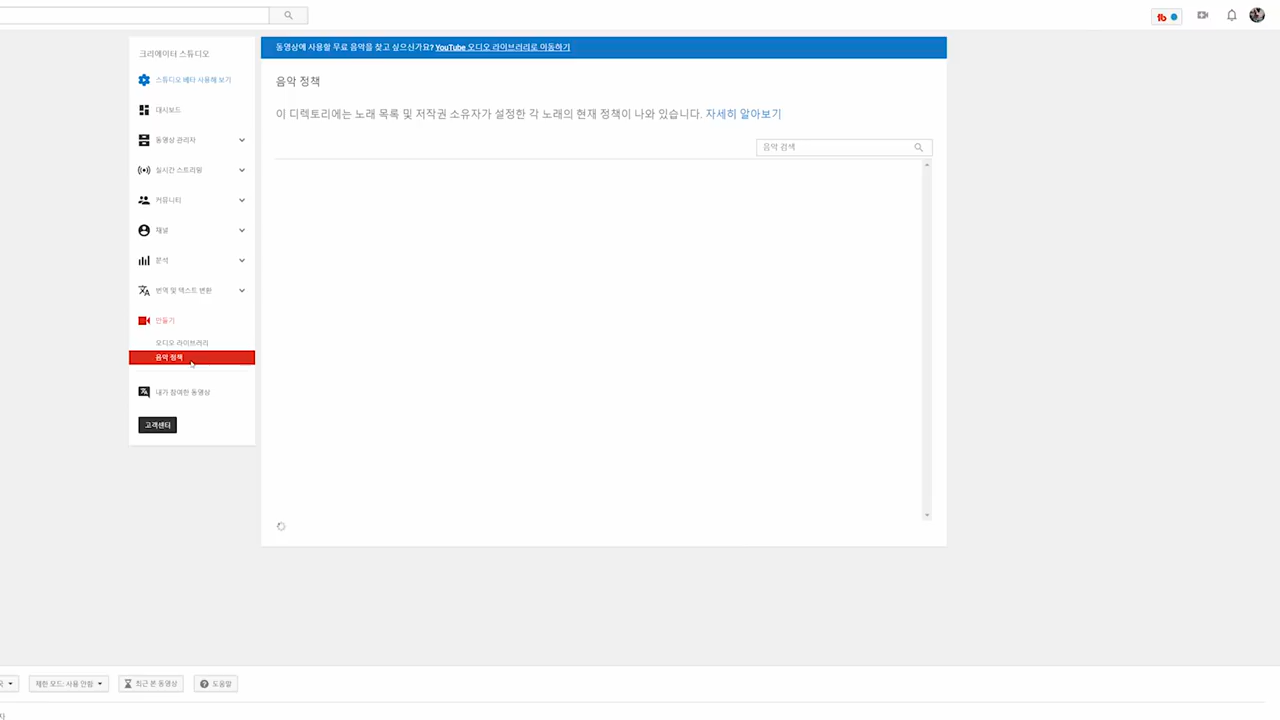 tb
크리에이터 스튜디오
동영상에 사용할 무료 음악을 찾고 싶으신가요? YouTube 오디오 라이브러리로 이동하기
스튜디오 베타 사용해 보기
음악 정책
대시보드
이 디렉토리에는 노래 목록 및 저작권 소유자가 설정한 각 노래의 현재 정책이 나와 있습니다. 자세히 알아보기
동영상 관리자
음악 검색
실시간 스트리밍
커뮤니티
채널
분석
번역 및 텍스트 변환
만들기
오디오 라이브러리
음악 정책
내가 참여한 동영상
고객센터
제한 모드: 사용 안함
최근 본 동영상
도움말